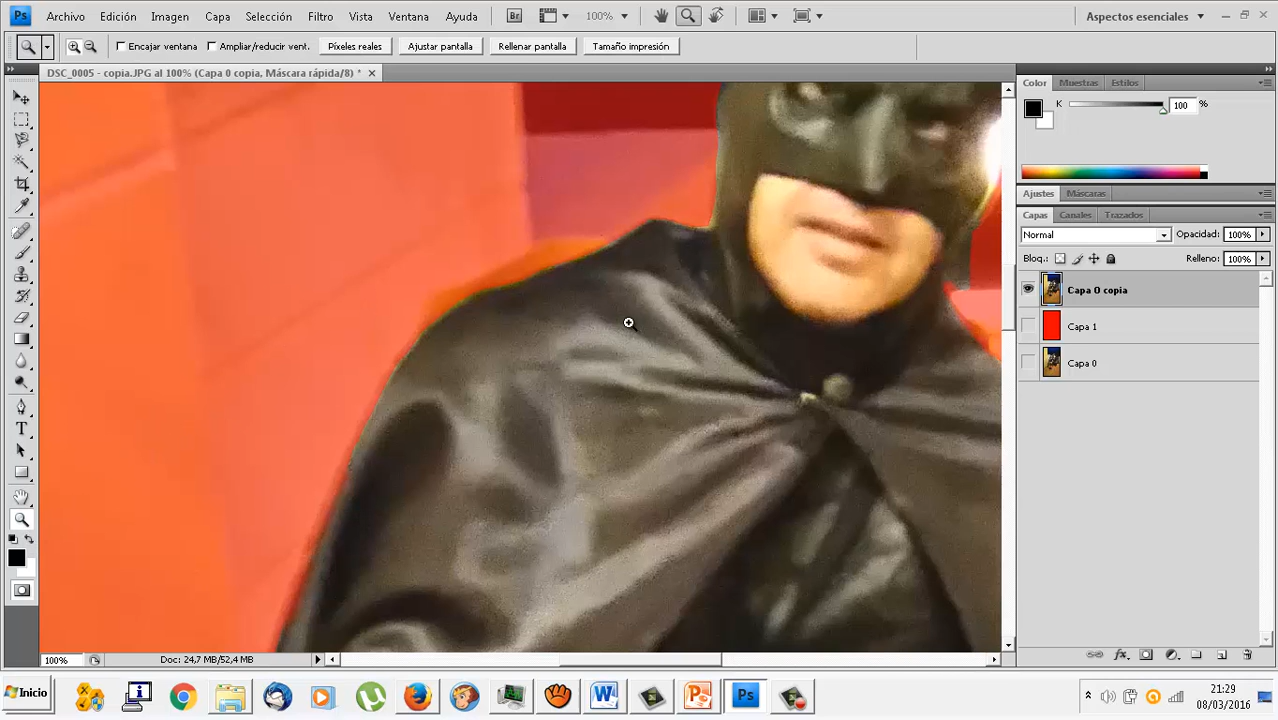 Ps Archivo Edición Imagen Capa Selección Filtro Vista Ventana Ayuda Br 100% Aspectos esenciales
Encajar ventana Ampliar/reducir vent. Píxeles reales Ajustar pantalla Rellenar pantalla Tamaño impresión
DSC_0005 - copia.JPG al 100% (Capa 0 copia, Máscara rápida/8) *
Color Muestras Estilos
K 100 %
Ajustes Máscaras
Capas Canales Trazados
Normal Opacidad: 100%
Bloq.: Relleno: 100%
Capa 0 copia
Capa 1
Capa 0
T
fx
100% Doc: 24,7 MB/52,4 MB
Inicio W P Ps 21:29
08/03/2016